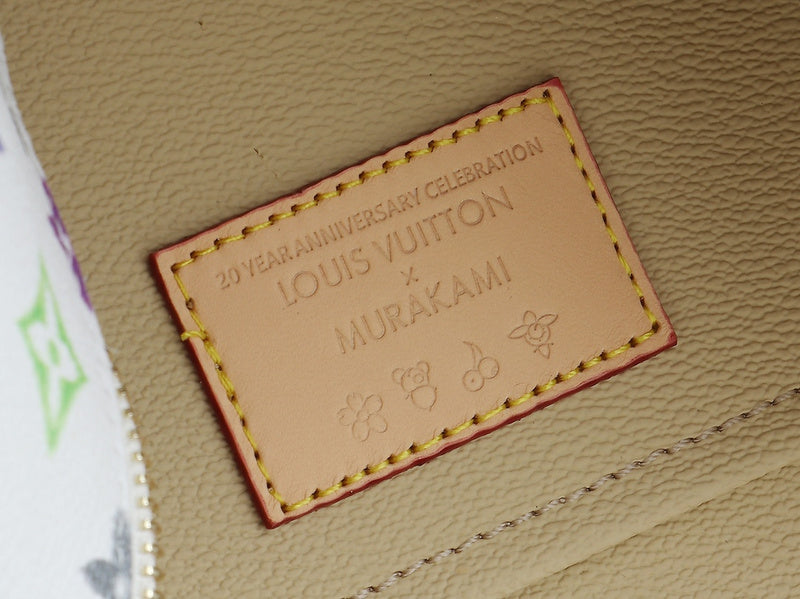 20 YEAR ANNIVERSARY CELEBRATION
LOUIS VUITTON
×
MURAKAMI